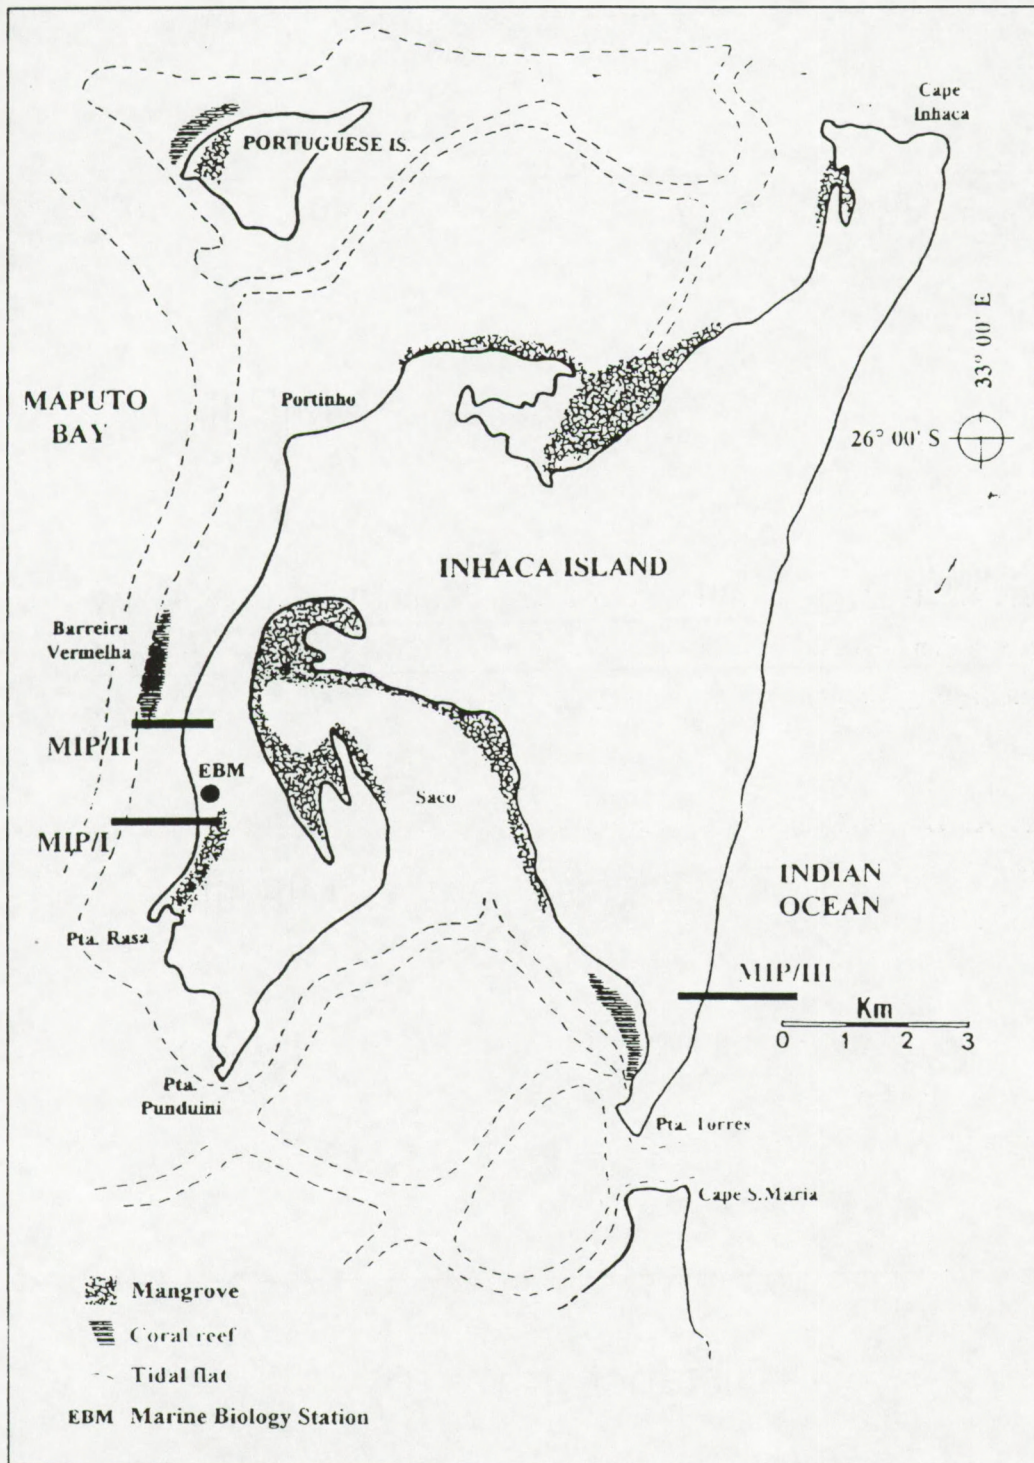 Cape
Inhaca
PORTUGUESE IS.
33° 00' E
MAPUTO
BAY
Portinho
26° 00' S
INHACA ISLAND
Barreira
Vermelha
MIP/II
EBM
Saco
MIP/I
INDIAN
OCEAN
Pta. Rasa
MIP/III
Km
0 1 2 3
Pta.
Punduini
Pta. Torres
Cape S. Maria
Mangrove
Coral reef
Tidal flat
EBM Marine Biology Station